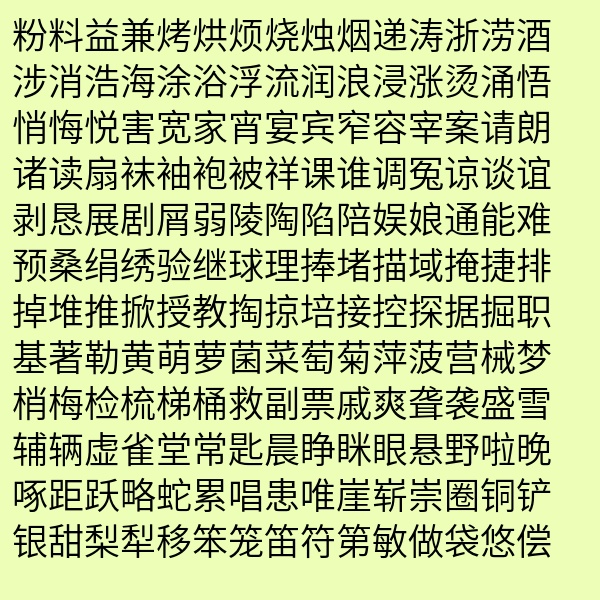 粉料益兼烤烘烦烧烛烟递涛浙涝酒
涉消浩海涂浴浮流润浪浸涨烫涌悟
悄悔悦害宽家宵宴宾窄容宰案请朗
诸读扇袜袖袍被祥课谁调冤谅谈谊
剥恳展剧屑弱陵陶陷陪娱娘通能难
预桑绢绣验继球理捧堵描域掩捷排
掉堆推掀授教掏掠培接控探据掘职
基著勒黄萌萝菌菜萄菊萍菠营械梦
梢梅检梳梯桶救副票戚爽聋袭盛雪
辅辆虚雀堂常匙晨睁眯眼悬野啦晚
啄距跃略蛇累唱患唯崖崭崇圈铜铲
银甜梨犁移笨笼笛符第敏做袋悠偿